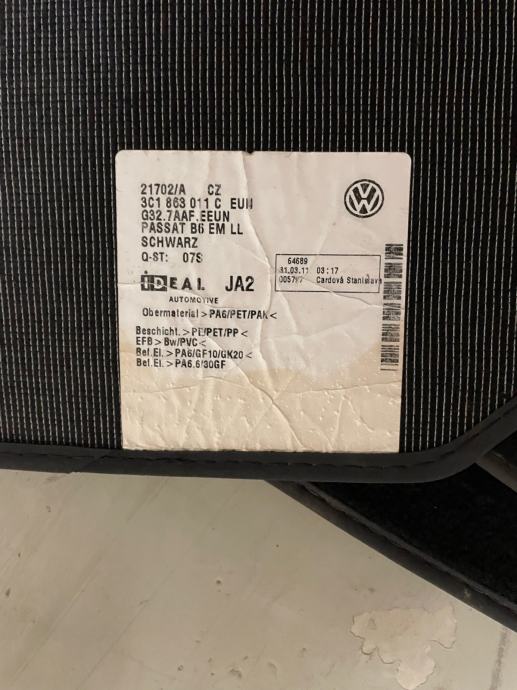 21702/A CZ
3C1 863 011 C EUN
G32.7AAF.EEUN
PASSAT B6 EM LL
SCHWARZ
Q-ST: 07S
IDEAL JA2
AUTOMOTIVE
64689
31.03.11 03:17
Cardová Stanislava
Obermaterial >PA6/PET/PAN<
Beschicht. >PE/PET/PP<
EFB >Bw/PVC<
Bef.El. >PA6/GF10/GK20<
Bef.El. >PA6.6/30GF